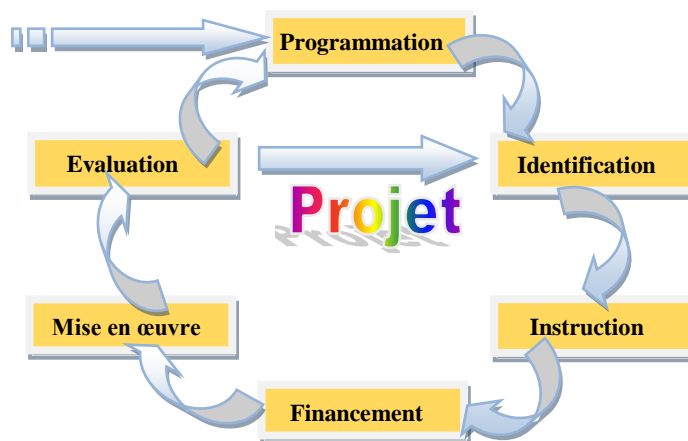 Programmation
Evaluation
Identification
Projet
Mise en œuvre
Instruction
Financement